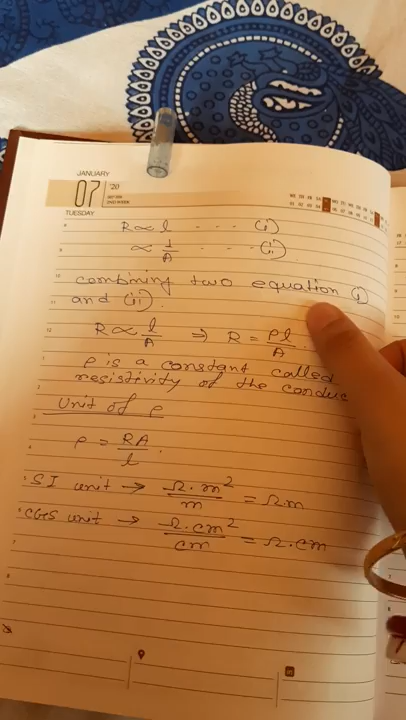 JANUARY
07
'20
TUESDAY
R ∝ l - - - (i)
∝ 1/A - - - (ii)
combining two equation (i)
and (ii).
R ∝ l/A ⇒ R = ρl/A.
ρ is a constant called
resistivity of the conduc
Unit of ρ
ρ = RA/l.
SI unit → Ω·m²/m = Ωm
CGS unit → Ω·cm²/cm = Ω·cm